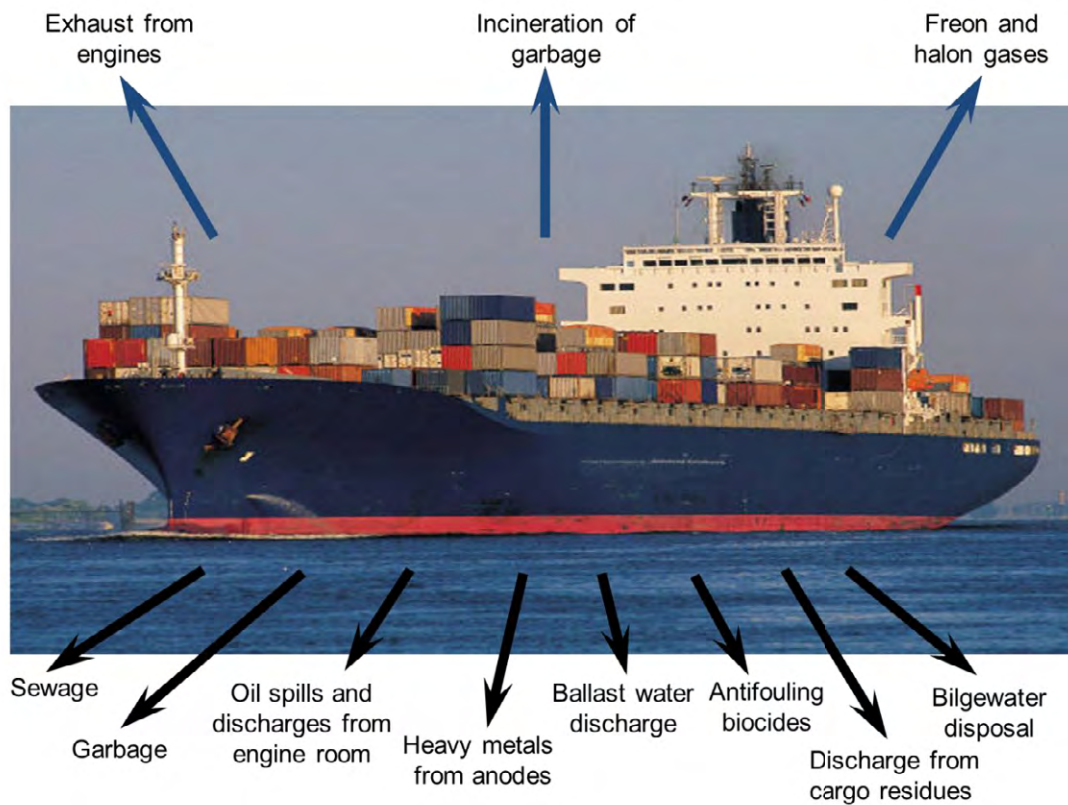 Exhaust from
engines
Incineration of
garbage
Freon and
halon gases
Sewage
Garbage
Oil spills and
discharges from
engine room
Heavy metals
from anodes
Ballast water
discharge
Antifouling
biocides
Discharge from
cargo residues
Bilgewater
disposal